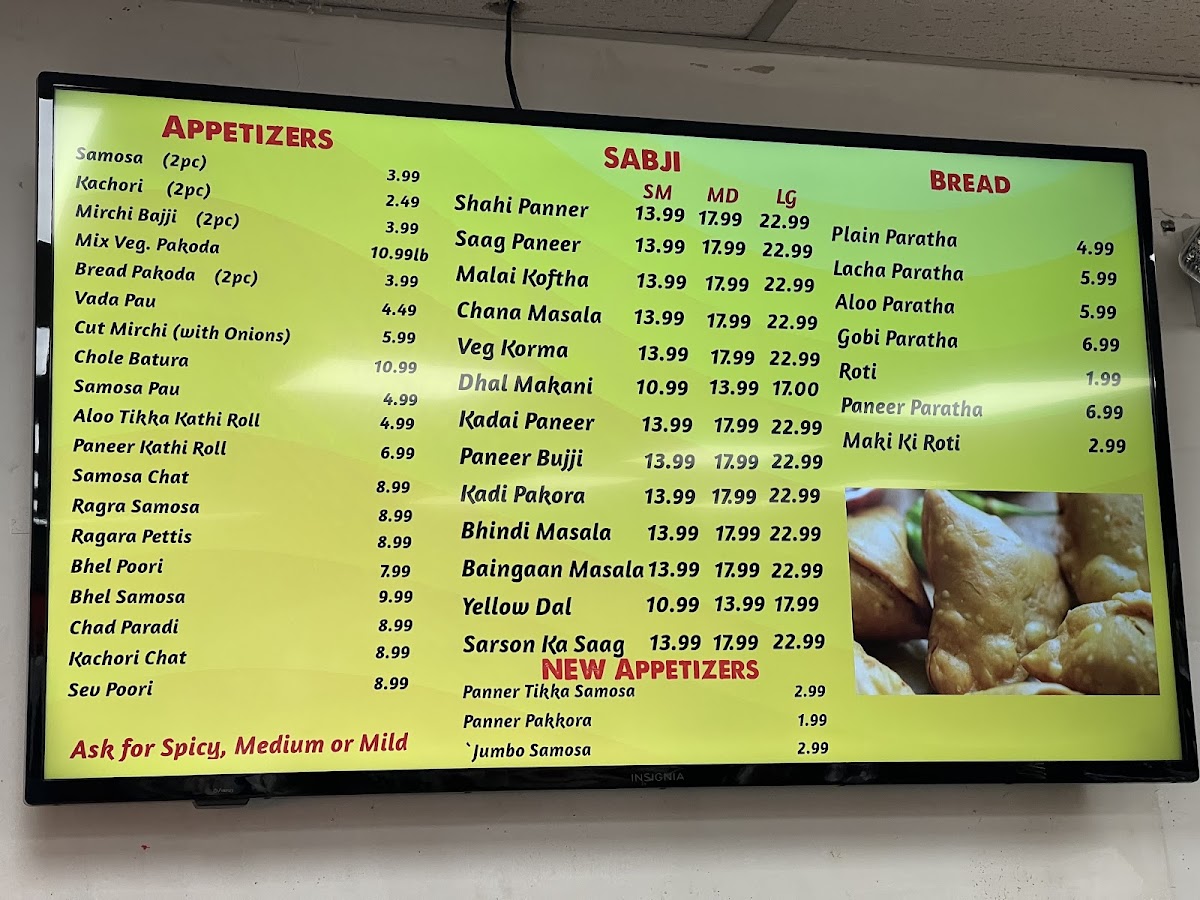 APPETIZERS
Samosa (2pc) 3.99
Kachori (2pc) 2.49
Mirchi Bajji (2pc) 3.99
Mix Veg. Pakoda 10.99lb
Bread Pakoda (2pc) 3.99
Vada Pau 4.49
Cut Mirchi (with Onions) 5.99
Chole Batura 10.99
Samosa Pau 4.99
Aloo Tikka Kathi Roll 4.99
Paneer Kathi Roll 6.99
Samosa Chat 8.99
Ragra Samosa 8.99
Ragara Pettis 8.99
Bhel Poori 7.99
Bhel Samosa 9.99
Chad Paradi 8.99
Kachori Chat 8.99
Sev Poori 8.99
Ask for Spicy, Medium or Mild
SABJI
SM MD LG
Shahi Panner 13.99 17.99 22.99
Saag Paneer 13.99 17.99 22.99
Malai Koftha 13.99 17.99 22.99
Chana Masala 13.99 17.99 22.99
Veg Korma 13.99 17.99 22.99
Dhal Makani 10.99 13.99 17.00
Kadai Paneer 13.99 17.99 22.99
Paneer Bujji 13.99 17.99 22.99
Kadi Pakora 13.99 17.99 22.99
Bhindi Masala 13.99 17.99 22.99
Baingaan Masala 13.99 17.99 22.99
Yellow Dal 10.99 13.99 17.99
Sarson Ka Saag 13.99 17.99 22.99
NEW APPETIZERS
Panner Tikka Samosa 2.99
Panner Pakkora 1.99
`Jumbo Samosa 2.99
BREAD
Plain Paratha 4.99
Lacha Paratha 5.99
Aloo Paratha 5.99
Gobi Paratha 6.99
Roti 1.99
Paneer Paratha 6.99
Maki Ki Roti 2.99
INSIGNIA